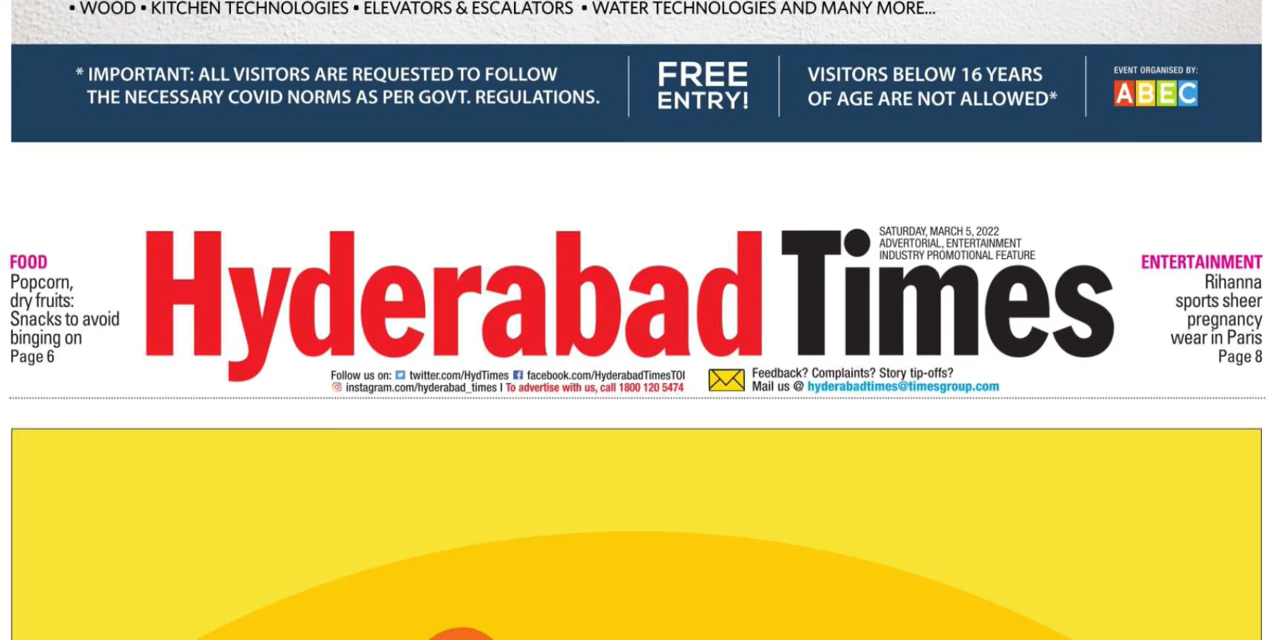 • WOOD • KITCHEN TECHNOLOGIES • ELEVATORS & ESCALATORS • WATER TECHNOLOGIES AND MANY MORE...
* IMPORTANT: ALL VISITORS ARE REQUESTED TO FOLLOW
THE NECESSARY COVID NORMS AS PER GOVT. REGULATIONS.
FREE
ENTRY!
VISITORS BELOW 16 YEARS
OF AGE ARE NOT ALLOWED*
EVENT ORGANISED BY:
ABEC
FOOD
Popcorn,
dry fruits:
Snacks to avoid
binging on
Page 6
Hyderabad Times
SATURDAY, MARCH 5, 2022
ADVERTORIAL, ENTERTAINMENT
INDUSTRY PROMOTIONAL FEATURE
ENTERTAINMENT
Rihanna
sports sheer
pregnancy
wear in Paris
Page 8
Follow us on: twitter.com/HydTimes facebook.com/HyderabadTimesTOI
instagram.com/hyderabad_times I To advertise with us, call 1800 120 5474
Feedback? Complaints? Story tip-offs?
Mail us @ hyderabadtimes@timesgroup.com